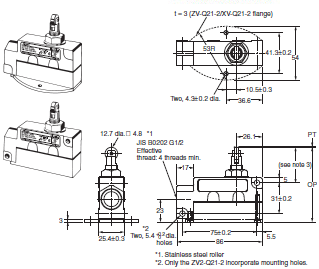 t = 3 (ZV-Q21-2/XV-Q21-2 flange)
53R
41.3±0.2
54
10.5±0.3
Two, 4.3±0.2 dia.
36.6
12.7 dia. □ 4.8 *1
JIS B0202 G1/2
Effective
thread: 4 threads min.
26.1
PT
(see note 3)
17
5
OP
31±0.2
23
3
*2
Two, 5.4
dia.
holes
25.4±0.3
75±0.2
5.5
86
*1. Stainless steel roller
*2. Only the ZV2-Q21-2 incorporate mounting holes.